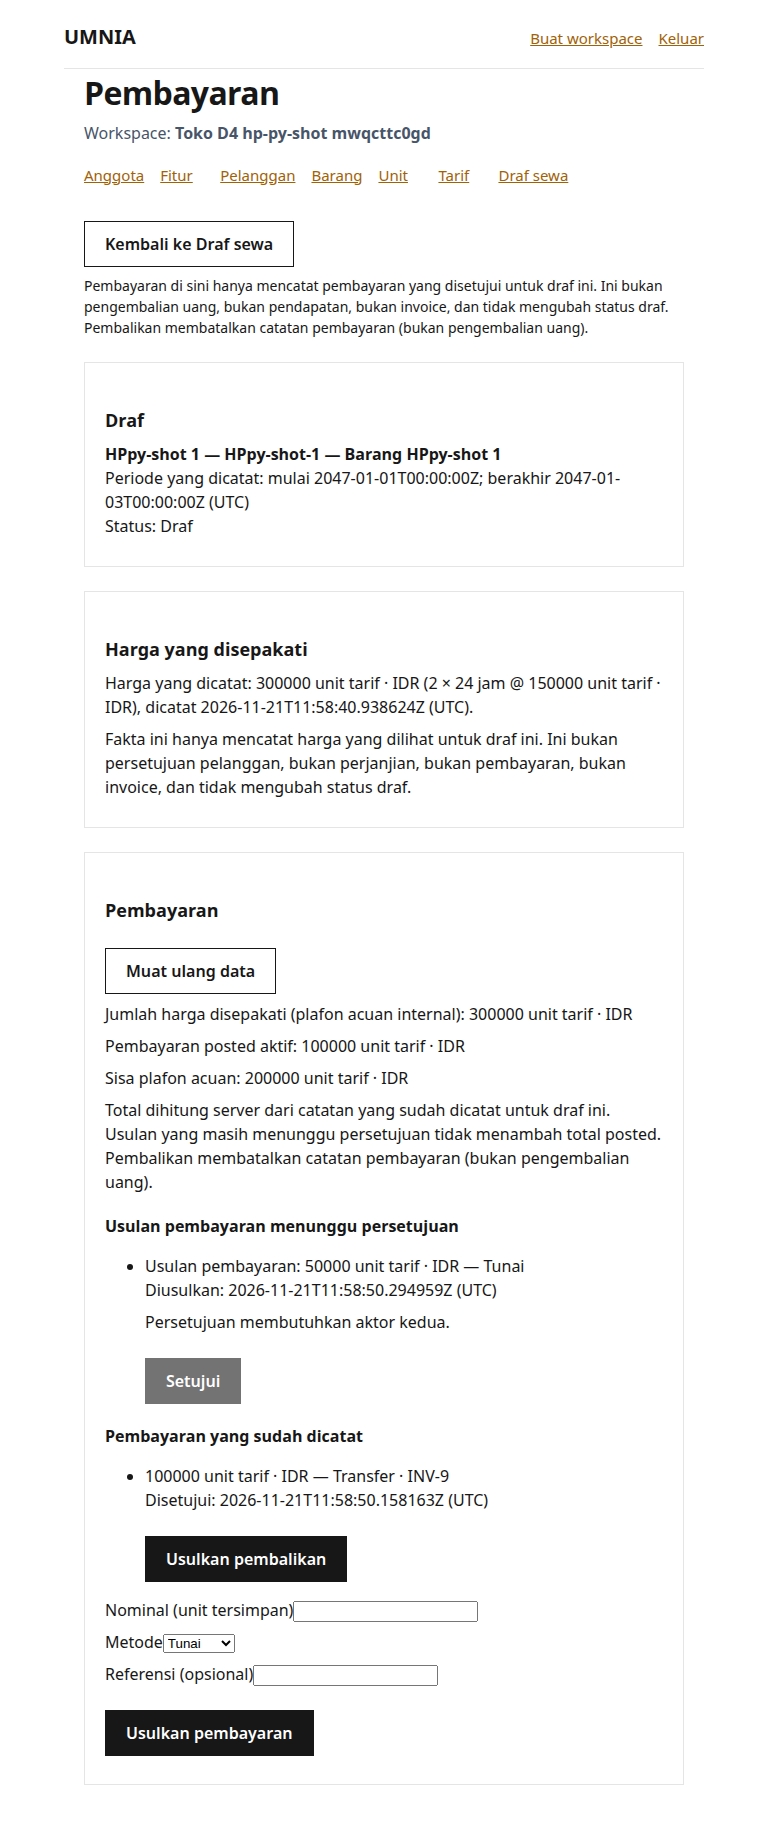 UMNIA
Buat workspace Keluar
Pembayaran
Workspace: Toko D4 hp-py-shot mwqcttc0gd
Anggota Fitur Pelanggan Barang Unit Tarif Draf sewa
Kembali ke Draf sewa
Pembayaran di sini hanya mencatat pembayaran yang disetujui untuk draf ini. Ini bukan
pengembalian uang, bukan pendapatan, bukan invoice, dan tidak mengubah status draf.
Pembalikan membatalkan catatan pembayaran (bukan pengembalian uang).
Draf
HPpy-shot 1 — HPpy-shot-1 — Barang HPpy-shot 1
Periode yang dicatat: mulai 2047-01-01T00:00:00Z; berakhir 2047-01-
03T00:00:00Z (UTC)
Status: Draf
Harga yang disepakati
Harga yang dicatat: 300000 unit tarif · IDR (2 × 24 jam @ 150000 unit tarif ·
IDR), dicatat 2026-11-21T11:58:40.938624Z (UTC).
Fakta ini hanya mencatat harga yang dilihat untuk draf ini. Ini bukan
persetujuan pelanggan, bukan perjanjian, bukan pembayaran, bukan
invoice, dan tidak mengubah status draf.
Pembayaran
Muat ulang data
Jumlah harga disepakati (plafon acuan internal): 300000 unit tarif · IDR
Pembayaran posted aktif: 100000 unit tarif · IDR
Sisa plafon acuan: 200000 unit tarif · IDR
Total dihitung server dari catatan yang sudah dicatat untuk draf ini.
Usulan yang masih menunggu persetujuan tidak menambah total posted.
Pembalikan membatalkan catatan pembayaran (bukan pengembalian
uang).
Usulan pembayaran menunggu persetujuan
Usulan pembayaran: 50000 unit tarif · IDR — Tunai
Diusulkan: 2026-11-21T11:58:50.294959Z (UTC)
Persetujuan membutuhkan aktor kedua.
Setujui
Pembayaran yang sudah dicatat
100000 unit tarif · IDR — Transfer · INV-9
Disetujui: 2026-11-21T11:58:50.158163Z (UTC)
Usulkan pembalikan
Nominal (unit tersimpan)
Metode Tunai
Referensi (opsional)
Usulkan pembayaran